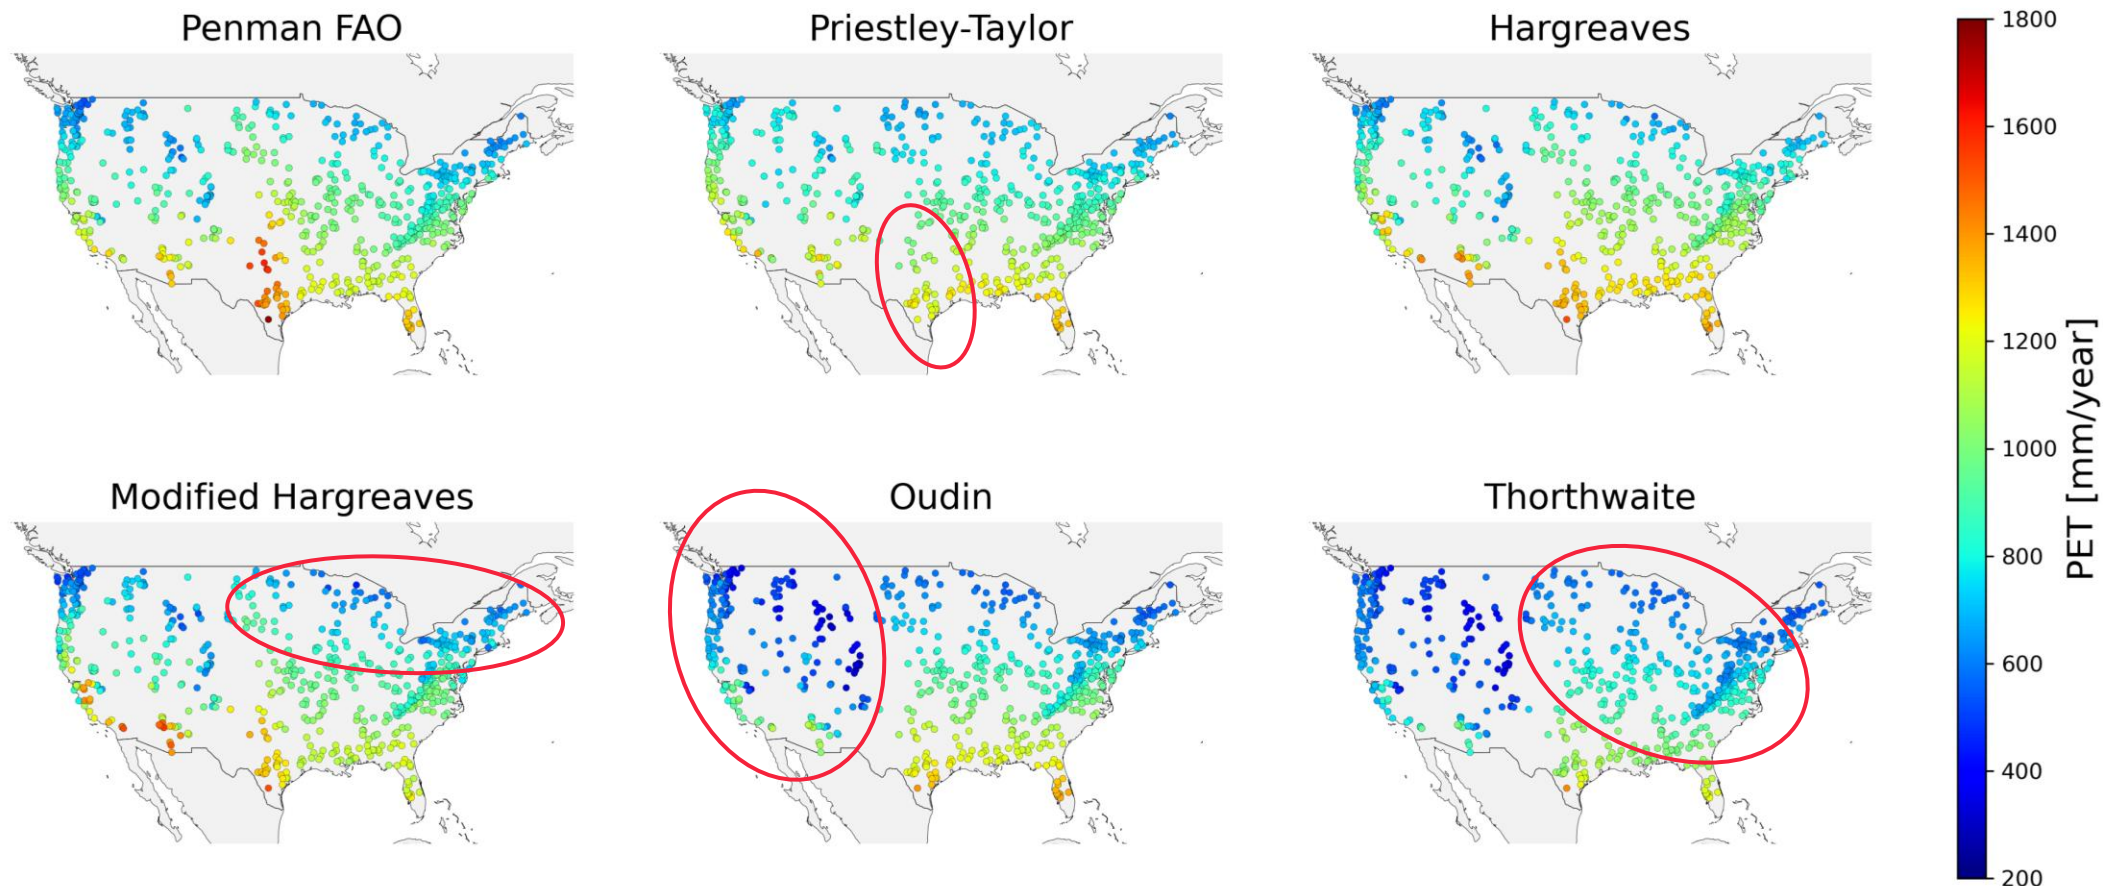 Penman FAO
Priestley-Taylor
Hargreaves
Modified Hargreaves
Oudin
Thorthwaite
1800
1600
1400
1200
1000
800
600
400
200
PET [mm/year]